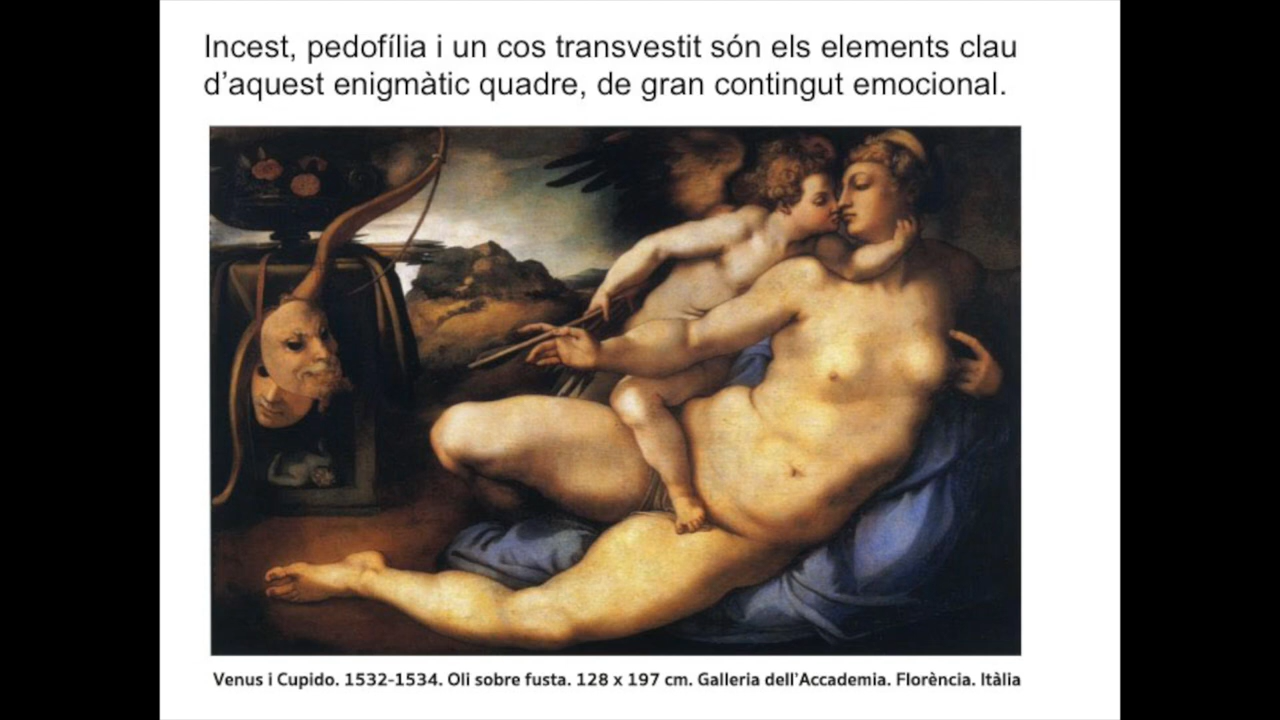 Incest, pedofília i un cos transvestit són els elements clau
d’aquest enigmàtic quadre, de gran contingut emocional.
Venus i Cupido. 1532-1534. Oli sobre fusta. 128 x 197 cm. Galleria dell’Accademia. Florència. Itàlia